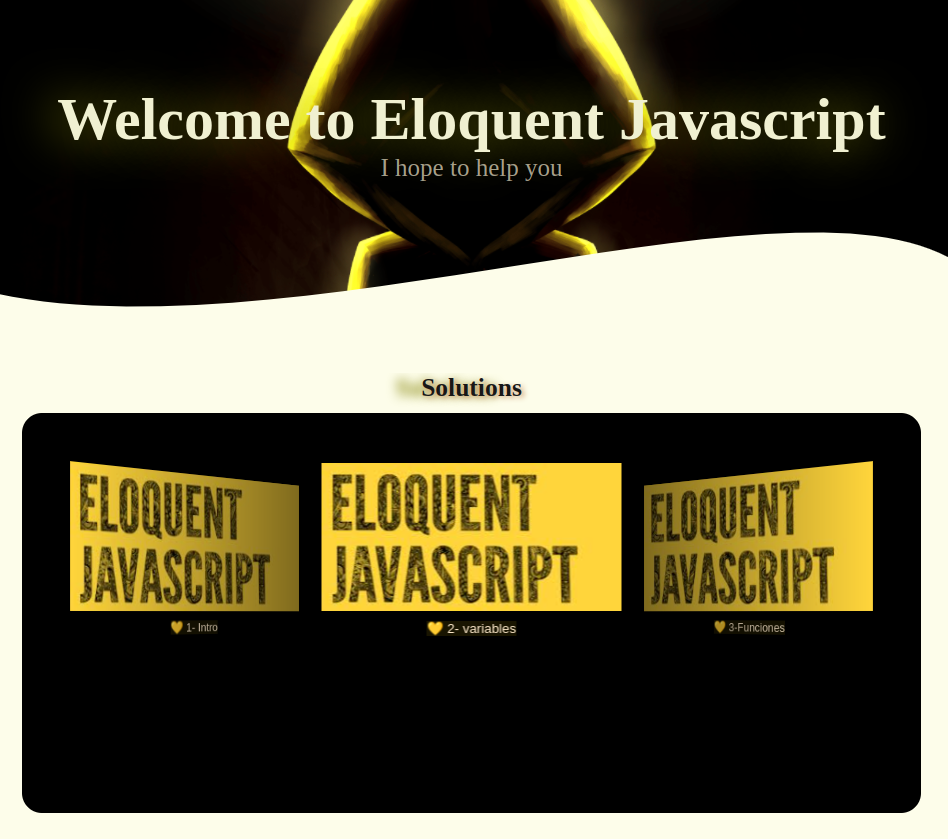 Welcome to Eloquent Javascript
I hope to help you
Solutions
ELOQUENT
JAVASCRIPT
💛 1- Intro
ELOQUENT
JAVASCRIPT
💛 2- variables
ELOQUENT
JAVASCRIPT
💛 3-Funciones